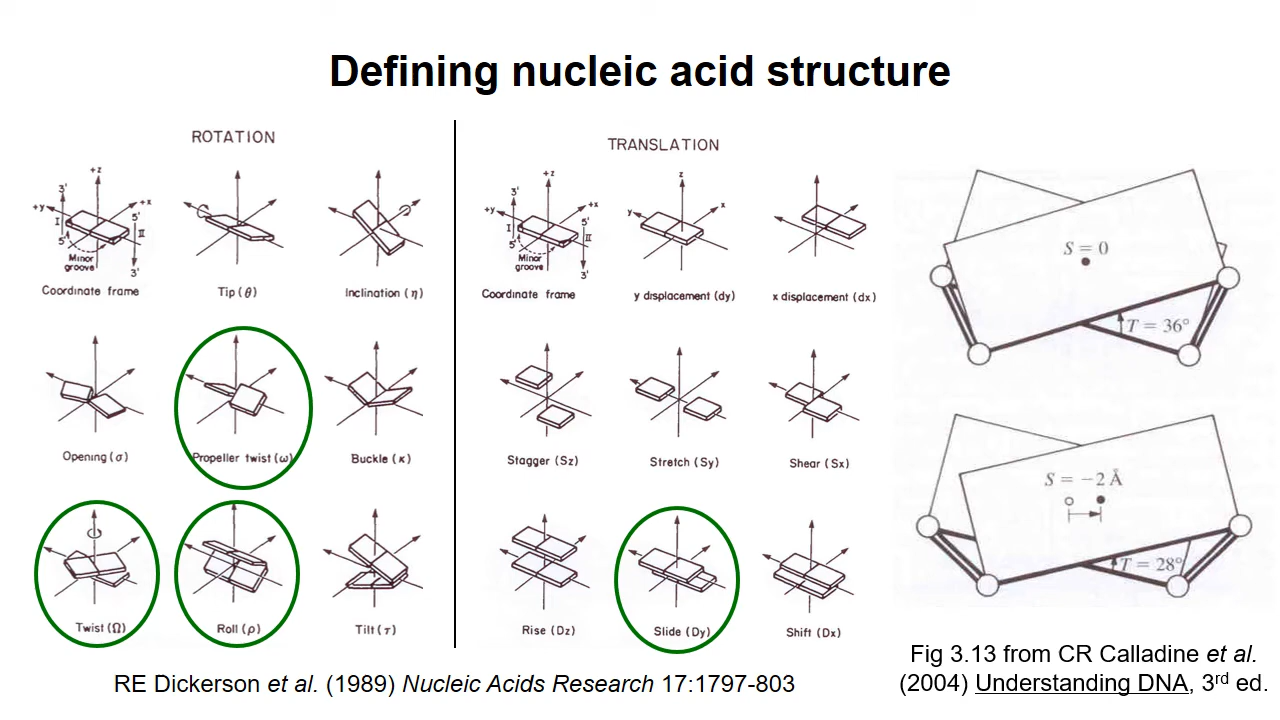 Defining nucleic acid structure
ROTATION
+z
3'
+y
+x
5'
I
II
5'
Minor
groove
3'
Coordinate frame
Tip (θ)
Inclination (η)
Opening (σ)
Propeller twist (ω)
Buckle (κ)
Twist (Ω)
Roll (ρ)
Tilt (τ)
TRANSLATION
+z
3'
+y
+x
5'
I
II
5'
Minor
groove
3'
Coordinate frame
z
y
x
y displacement (dy)
x displacement (dx)
Stagger (Sz)
Stretch (Sy)
Shear (Sx)
Rise (Dz)
Slide (Dy)
Shift (Dx)
S = 0
T = 36°
S = −2 Å
T = 28°
RE Dickerson et al. (1989) Nucleic Acids Research 17:1797-803
Fig 3.13 from CR Calladine et al.
(2004) Understanding DNA, 3rd ed.